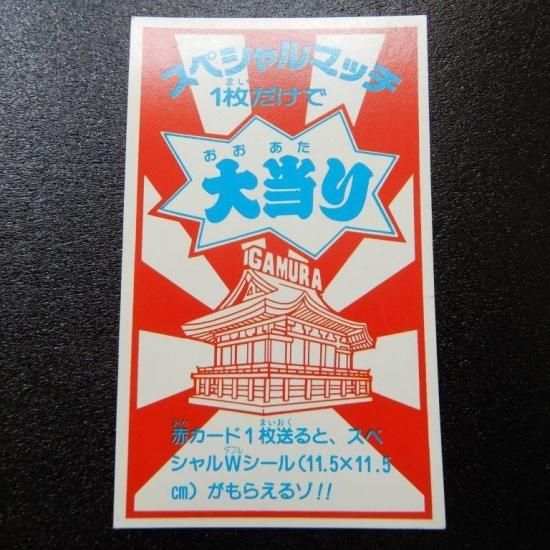 スペシャルマッチ
まい
1枚だけで
おおあた
大当り
GAMURA
あか まいおく
赤カード1枚送ると、スペ
ダブル
シャルWシール(11.5×11.5
cm)がもらえるゾ!!